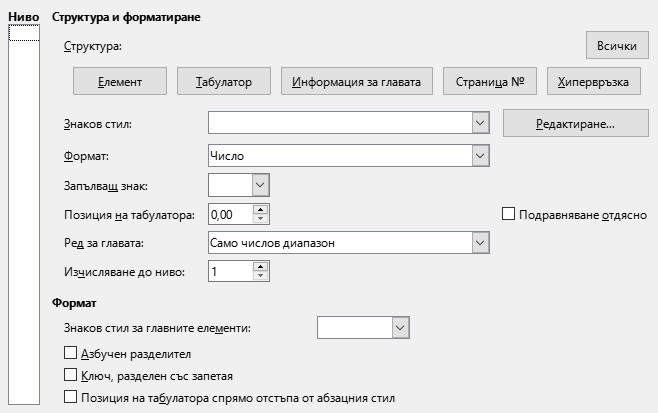 Ниво Структура и форматиране
Структура: Всички
Елемент Табулатор Информация за главата Страница № Хипервръзка
Знаков стил: Редактиране...
Формат: Число
Запълващ знак:
Позиция на табулатора: 0,00 Подравняване отдясно
Ред за главата: Само числов диапазон
Изчисляване до ниво: 1
Формат
Знаков стил за главните елементи:
Азбучен разделител
Ключ, разделен със запетая
Позиция на табулатора спрямо отстъпа от абзацния стил